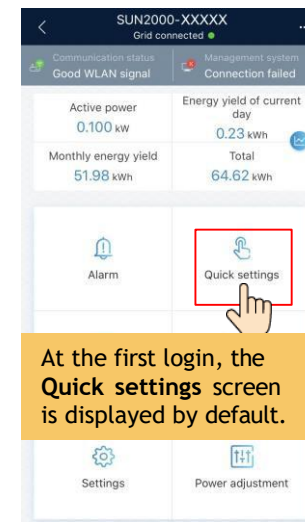 SUN2000-XXXXX
Grid connected
Communication status
Good WLAN signal
Management system
Connection failed
Active power
0.100 kW
Energy yield of current
day
0.23 kWh
Monthly energy yield
51.98 kWh
Total
64.62 kWh
Alarm
Quick settings
At the first login, the
Quick settings screen
is displayed by default.
Settings
Power adjustment